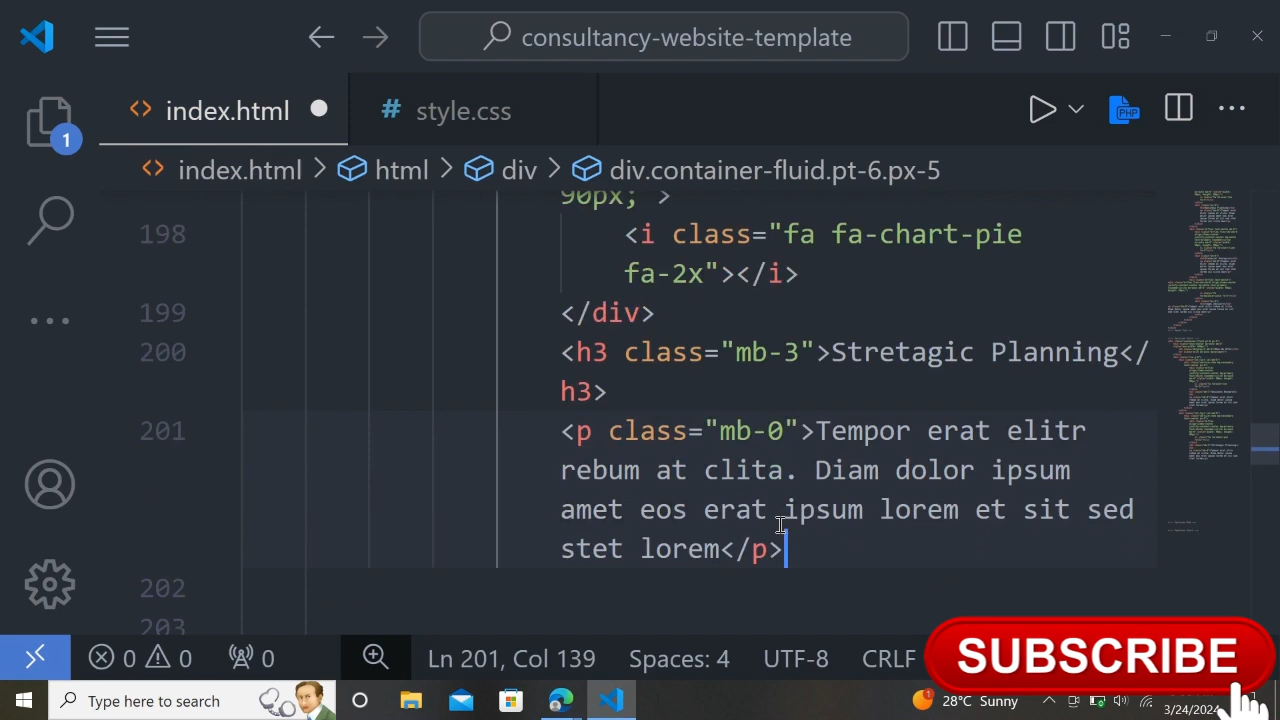 consultancy-website-template
index.html
# style.css
PHP
1
index.html > html > div > div.container-fluid.pt-6.px-5
90px; ">
198 <i class="fa fa-chart-pie
fa-2x"></i>
199 </div>
200 <h3 class="mb-3">Stretagic Planning</
h3>
201 <p class="mb-0">Tempor erat elitr
rebum at clita. Diam dolor ipsum
amet eos erat ipsum lorem et sit sed
stet lorem</p>
202
203
0 0 0 Ln 201, Col 139 Spaces: 4 UTF-8 CRLF
SUBSCRIBE
Type here to search
28°C Sunny
3/24/2024